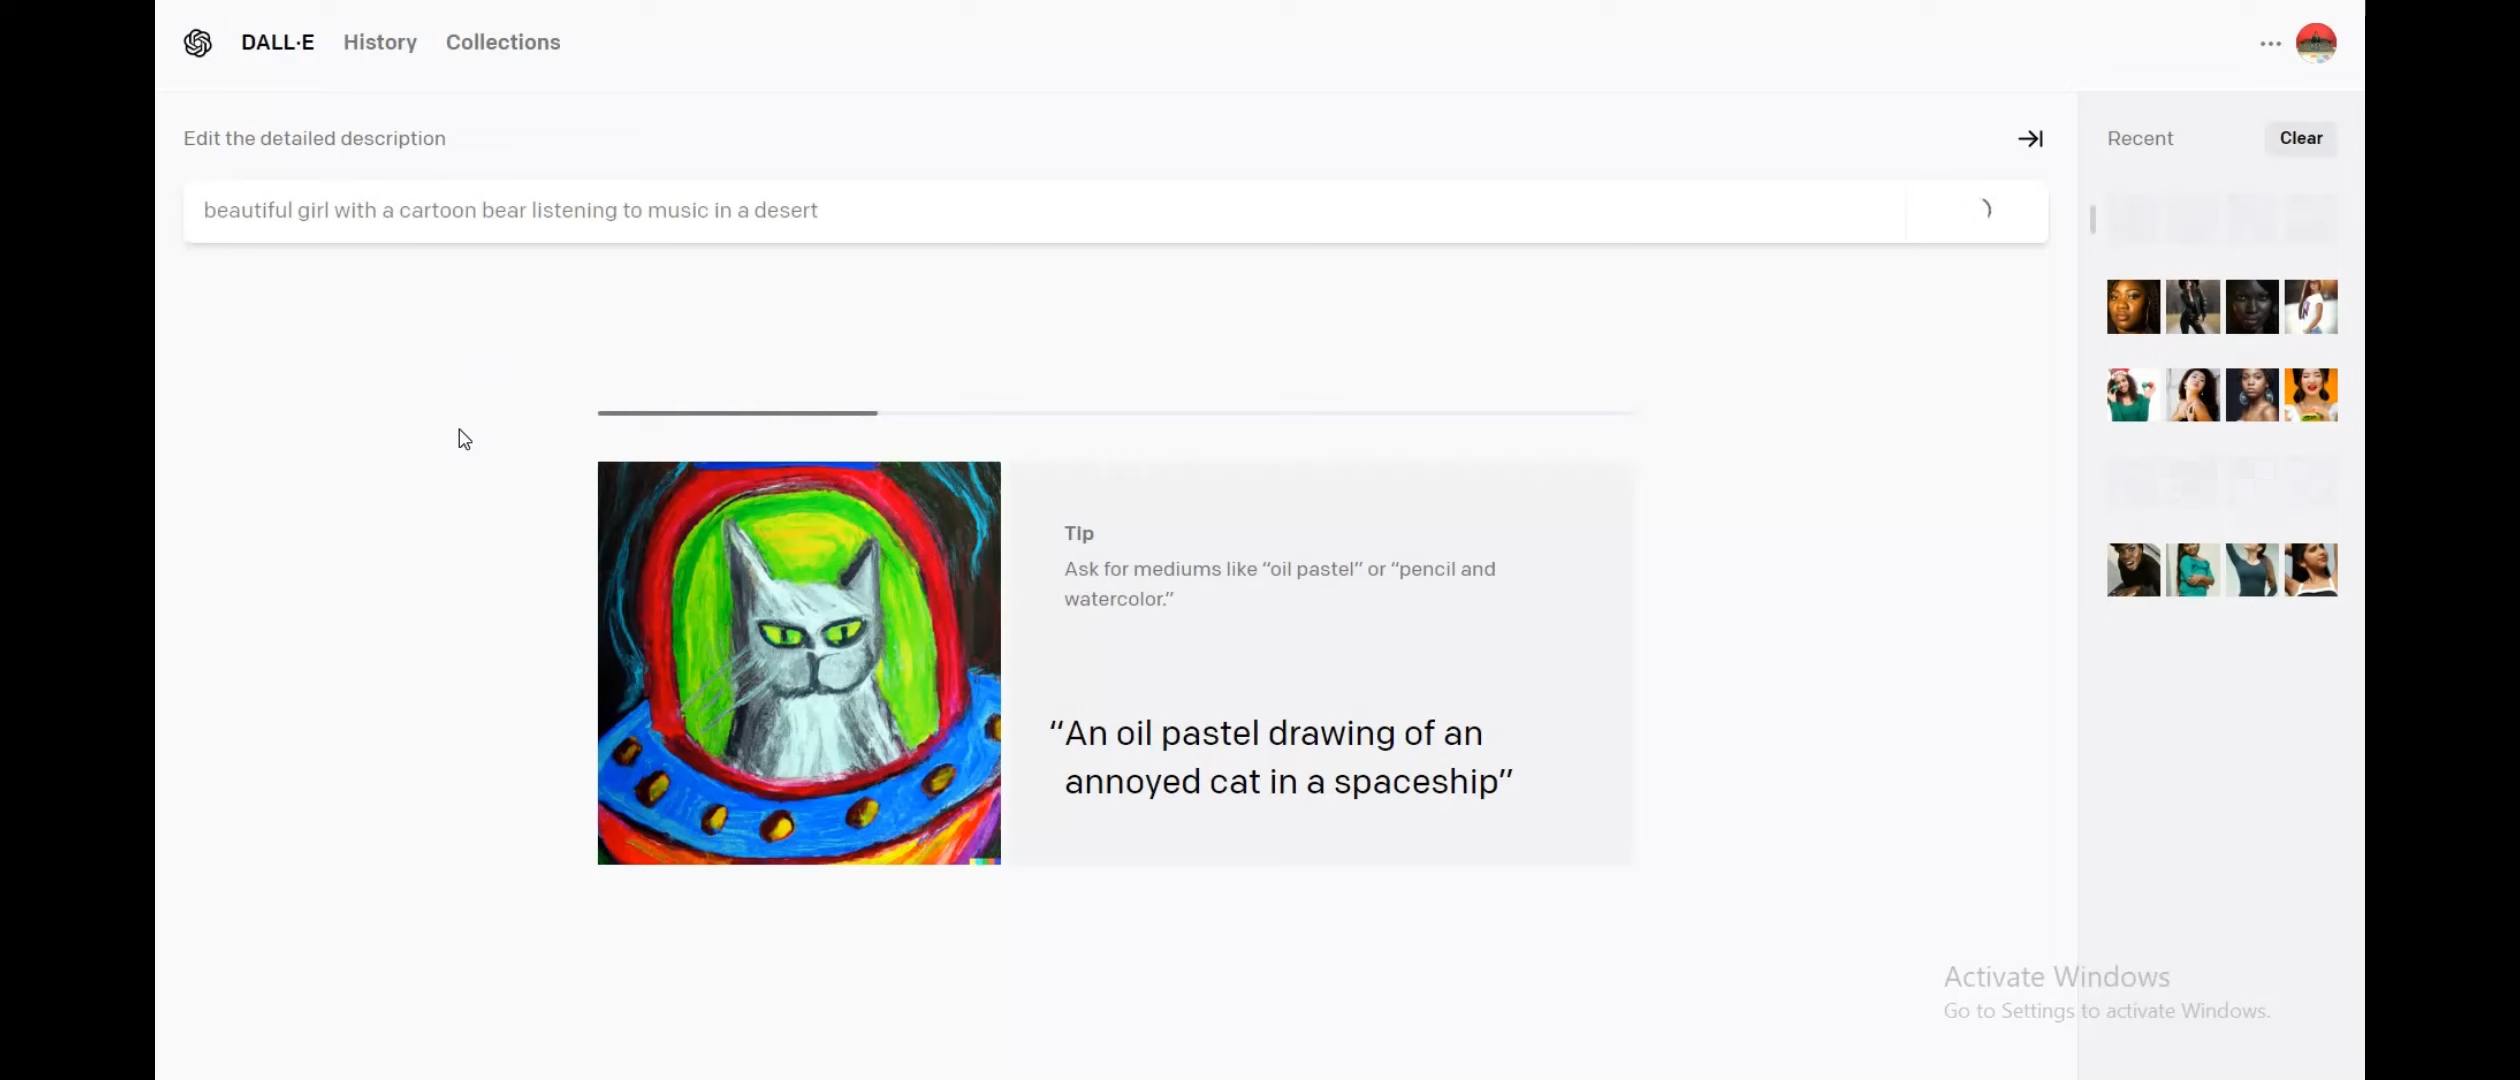 DALL·E
History
Collections
Edit the detailed description
Recent
Clear
beautiful girl with a cartoon bear listening to music in a desert
Tip
Ask for mediums like “oil pastel” or “pencil and
watercolor.”
“An oil pastel drawing of an
annoyed cat in a spaceship”
Activate Windows
Go to Settings to activate Windows.